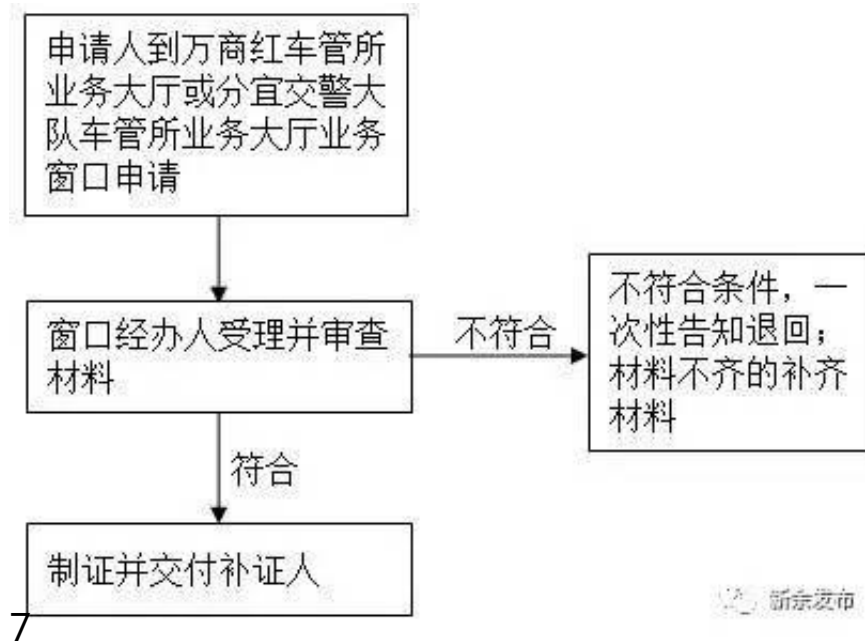 申请人到万商红车管所
业务大厅或分宜交警大
队车管所业务大厅业务
窗口申请
窗口经办人受理并审查
材料
不符合
不符合条件，一
次性告知退回；
材料不齐的补齐
材料
符合
制证并交付补证人
新余发布
7